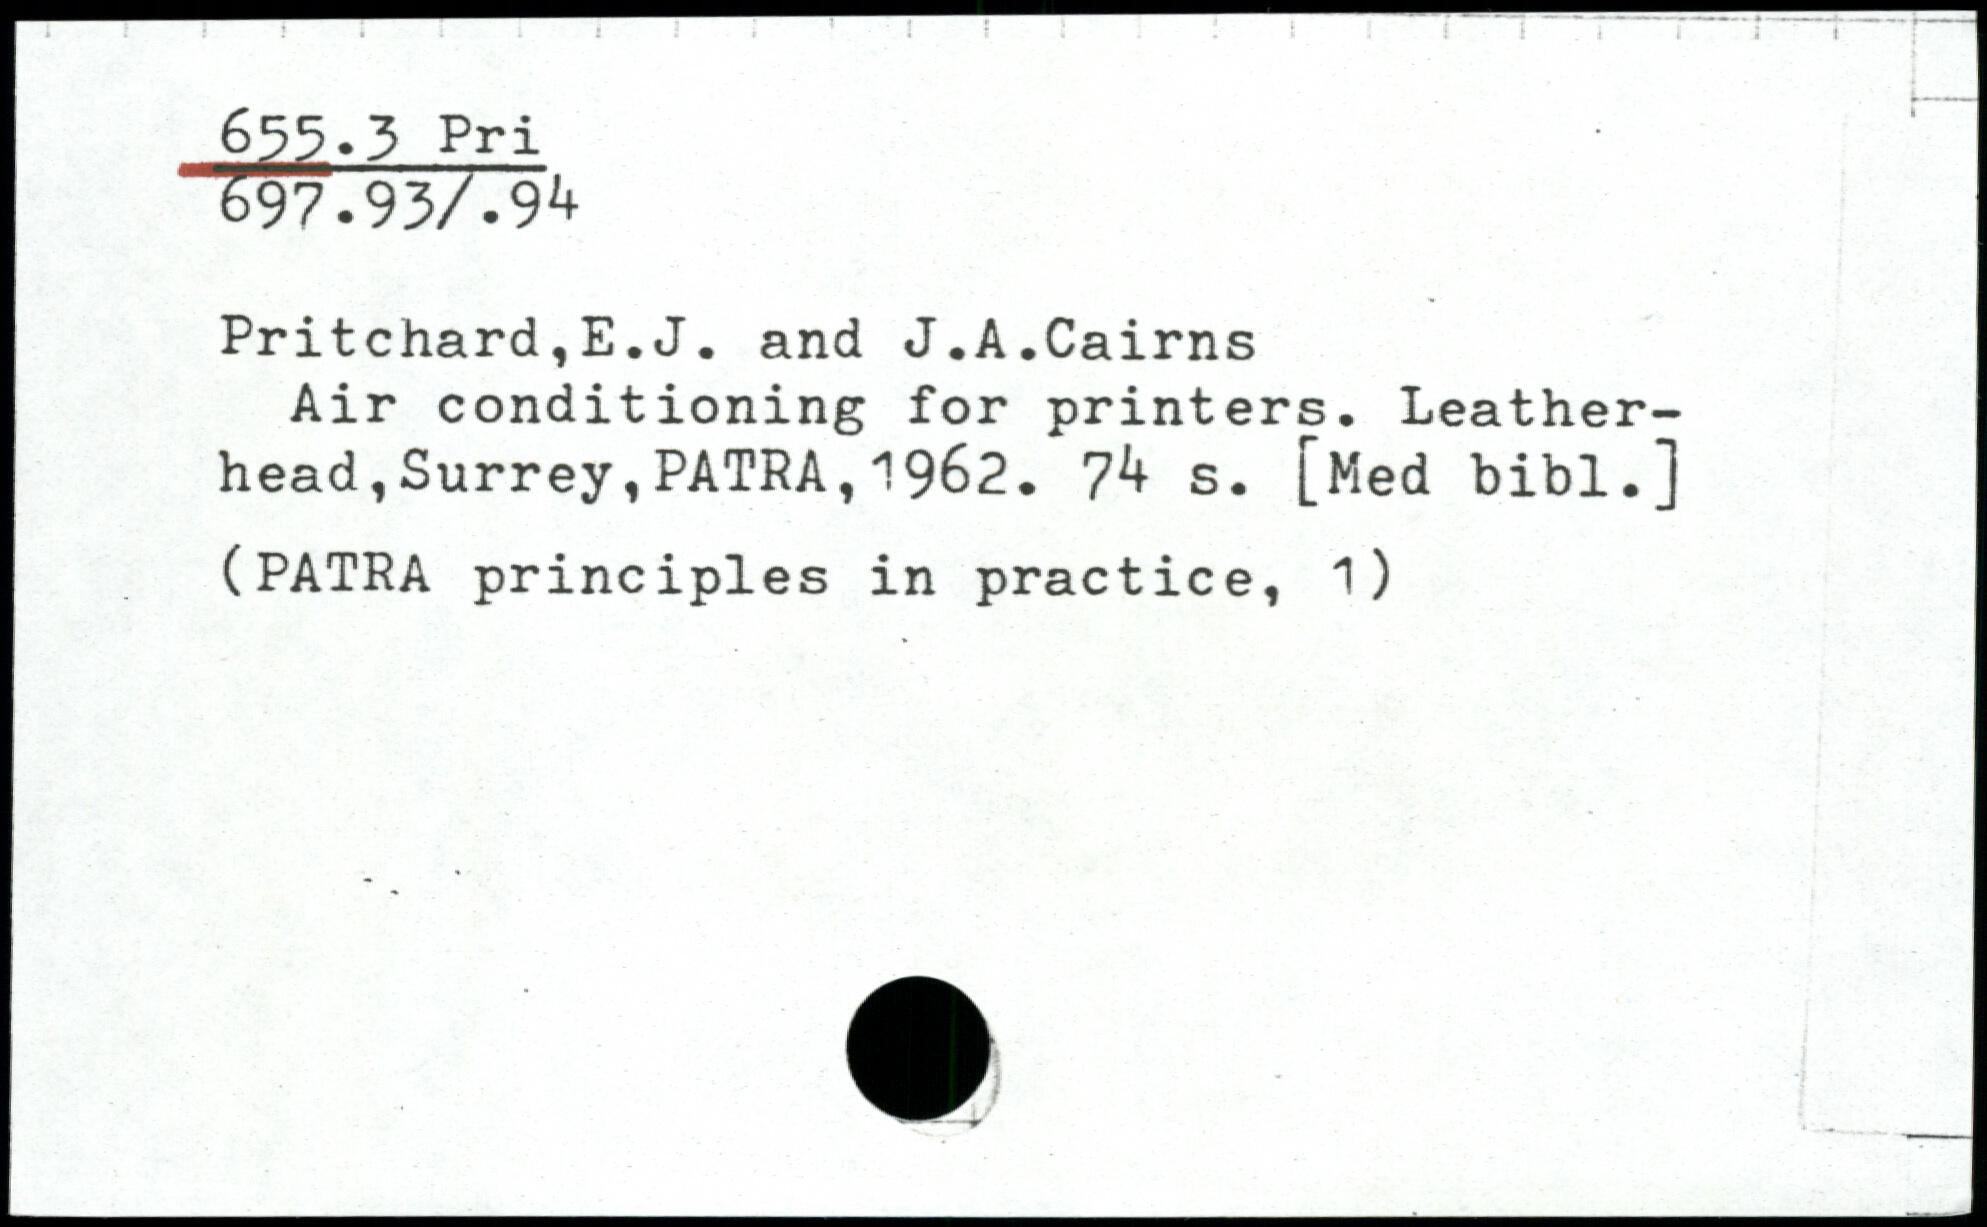 655.3 Pri
697.93/.94
Pritchard,E.J. and J.A.Cairns
Air conditioning for printers. Leather-
head,Surrey,PATRA,1962. 74 s. [Med bibl.]
(PATRA principles in practice, 1)